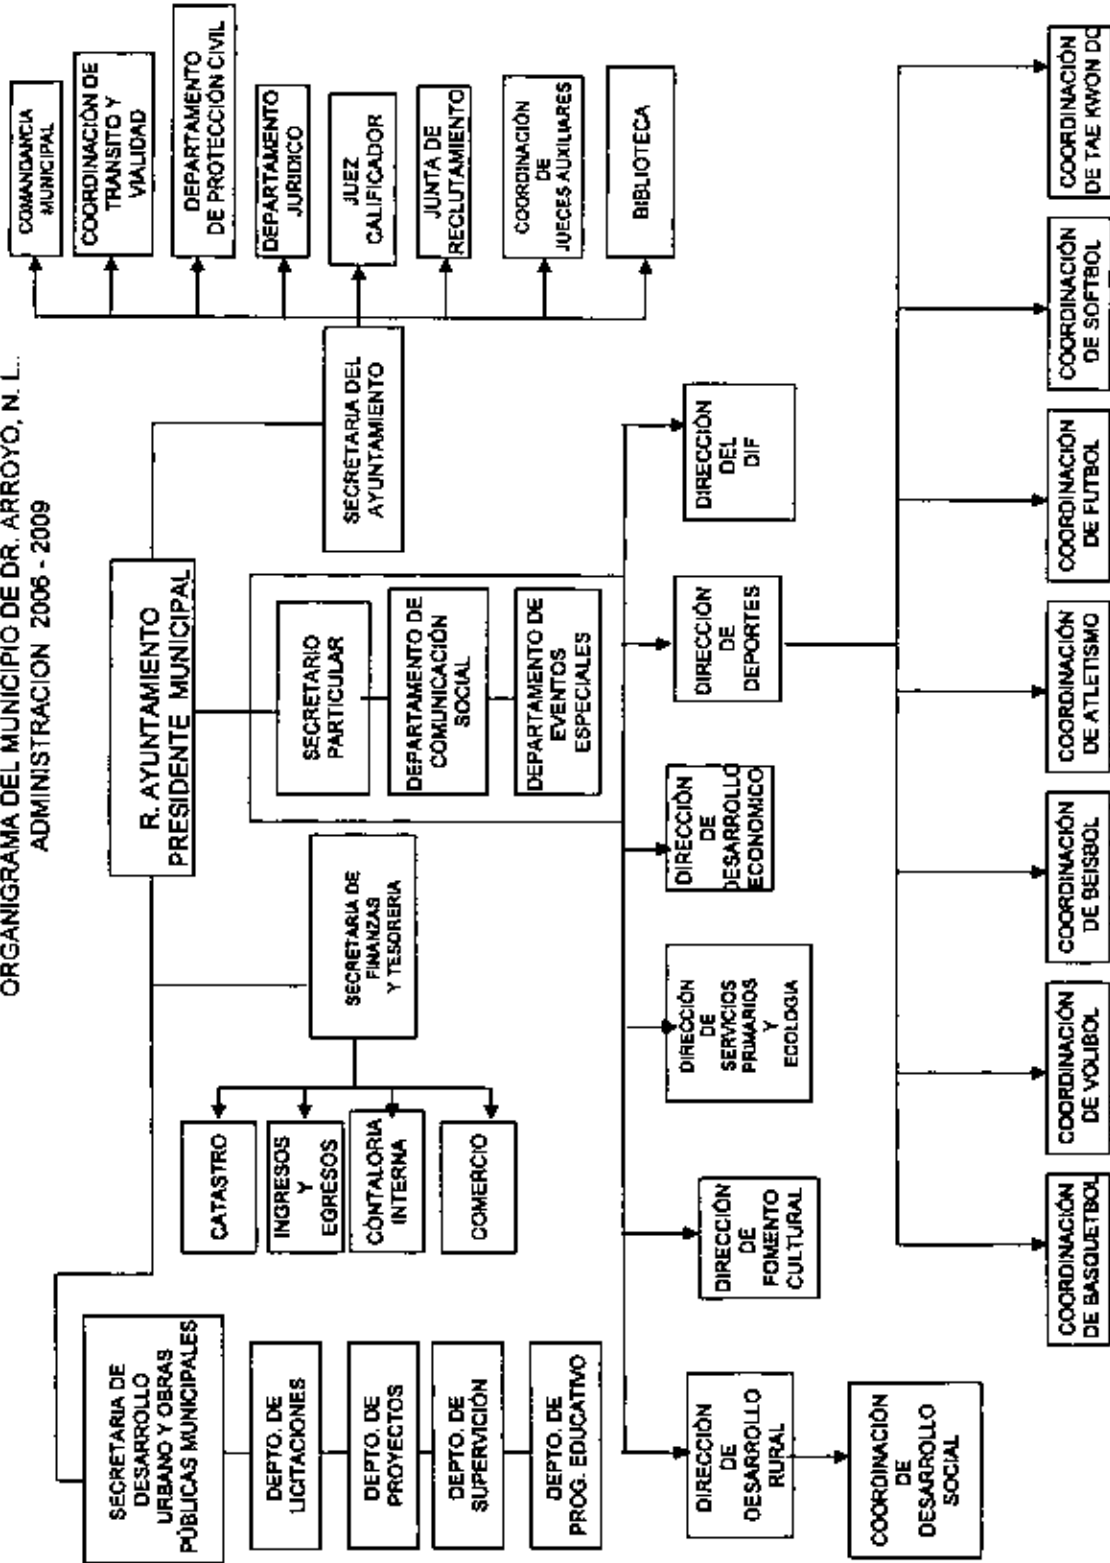 ORGANIGRAMA DEL MUNICIPIO DE DR. ARROYO, N. L..
ADMINISTRACION 2006 - 2009
R. AYUNTAMIENTO
PRESIDENTE MUNICIPAL
SECRETARIA DE
DESARROLLO
URBANO Y OBRAS
PÚBLICAS MUNICIPALES
DEPTO. DE
LICITACIONES
DEPTO. DE
PROYECTOS
DEPTO. DE
SUPERVISIÓN
DEPTO. DE
PROG. EDUCATIVO
SECRETARIA DE
FINANZAS
Y TESORERIA
CATASTRO
INGRESOS
Y
EGRESOS
CONTALORIA
INTERNA
COMERCIO
SECRETARIO
PARTICULAR
DEPARTAMENTO DE
COMUNICACIÓN
SOCIAL
DEPARTAMENTO DE
EVENTOS
ESPECIALES
SECRETARIA DEL
AYUNTAMIENTO
COMANDANCIA
MUNICIPAL
COORDINACIÓN DE
TRANSITO Y
VIALIDAD
DEPARTAMENTO
DE PROTECCIÓN CIVIL
DEPARTAMENTO
JURIDICO
JUEZ
CALIFICADOR
JUNTA DE
RECLUTAMIENTO
COORDINACIÓN
DE
JUECES AUXILIARES
BIBLIOTECA
DIRECCIÓN
DE
DESARROLLO
RURAL
COORDINACIÓN
DE
DESARROLLO
SOCIAL
DIRECCIÓN
DE
FOMENTO
CULTURAL
DIRECCIÓN
DE
SERVICIOS
PRIMARIOS
Y
ECOLOGIA
DIRECCIÓN
DE
DESARROLLO
ECONOMICO
DIRECCIÓN
DE
DEPORTES
DIRECCIÓN
DEL
DIF
COORDINACIÓN
DE BASQUETBOL
COORDINACIÓN
DE VOLIBOL
COORDINACIÓN
DE BEISBOL
COORDINACIÓN
DE ATLETISMO
COORDINACIÓN
DE FUTBOL
COORDINACIÓN
DE SOFTBOL
COORDINACIÓN
DE TAE KWON DO